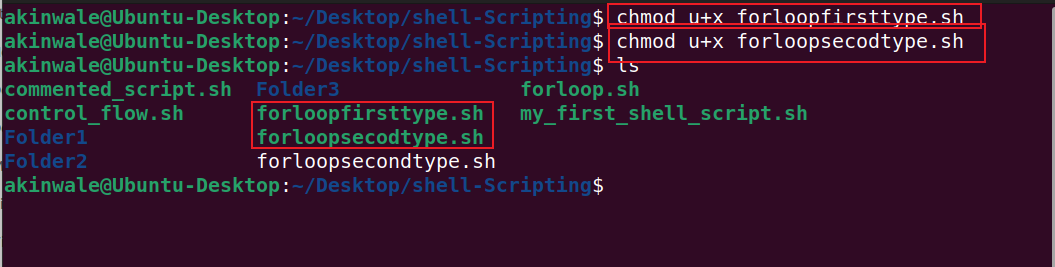 akinwale@Ubuntu-Desktop:~/Desktop/shell-Scripting$ chmod u+x forloopfirsttype.sh
akinwale@Ubuntu-Desktop:~/Desktop/shell-Scripting$ chmod u+x forloopsecodtype.sh
akinwale@Ubuntu-Desktop:~/Desktop/shell-Scripting$ ls
commented_script.sh  Folder3               forloop.sh
control_flow.sh      forloopfirsttype.sh   my_first_shell_script.sh
Folder1              forloopsecodtype.sh
Folder2              forloopsecondtype.sh
akinwale@Ubuntu-Desktop:~/Desktop/shell-Scripting$